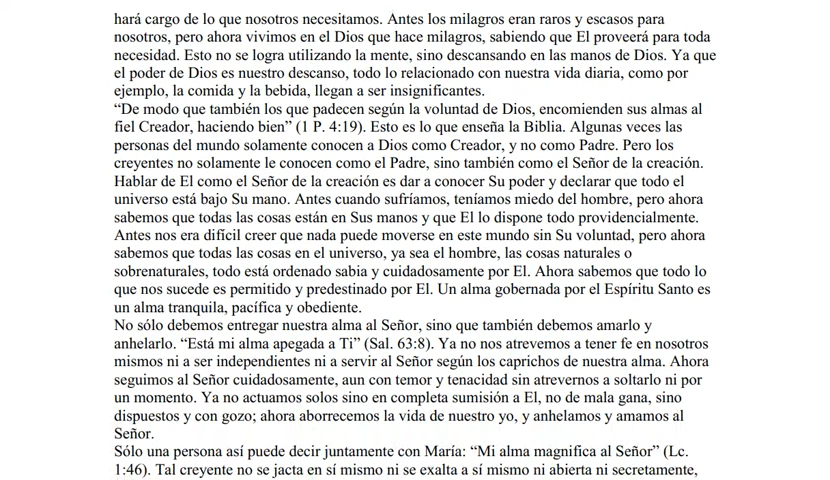 hará cargo de lo que nosotros necesitamos. Antes los milagros eran raros y escasos para
nosotros, pero ahora vivimos en el Dios que hace milagros, sabiendo que El proveerá para toda
necesidad. Esto no se logra utilizando la mente, sino descansando en las manos de Dios. Ya que
el poder de Dios es nuestro descanso, todo lo relacionado con nuestra vida diaria, como por
ejemplo, la comida y la bebida, llegan a ser insignificantes.
“De modo que también los que padecen según la voluntad de Dios, encomienden sus almas al
fiel Creador, haciendo bien” (1 P. 4:19). Esto es lo que enseña la Biblia. Algunas veces las
personas del mundo solamente conocen a Dios como Creador, y no como Padre. Pero los
creyentes no solamente le conocen como el Padre, sino también como el Señor de la creación.
Hablar de El como el Señor de la creación es dar a conocer Su poder y declarar que todo el
universo está bajo Su mano. Antes cuando sufríamos, teníamos miedo del hombre, pero ahora
sabemos que todas las cosas están en Sus manos y que El lo dispone todo providencialmente.
Antes nos era difícil creer que nada puede moverse en este mundo sin Su voluntad, pero ahora
sabemos que todas las cosas en el universo, ya sea el hombre, las cosas naturales o
sobrenaturales, todo está ordenado sabia y cuidadosamente por El. Ahora sabemos que todo lo
que nos sucede es permitido y predestinado por El. Un alma gobernada por el Espíritu Santo es
un alma tranquila, pacífica y obediente.
No sólo debemos entregar nuestra alma al Señor, sino que también debemos amarlo y
anhelarlo. “Está mi alma apegada a Ti” (Sal. 63:8). Ya no nos atrevemos a tener fe en nosotros
mismos ni a ser independientes ni a servir al Señor según los caprichos de nuestra alma. Ahora
seguimos al Señor cuidadosamente, aun con temor y tenacidad sin atrevernos a soltarlo ni por
un momento. Ya no actuamos solos sino en completa sumisión a El, no de mala gana, sino
dispuestos y con gozo; ahora aborrecemos la vida de nuestro yo, y anhelamos y amamos al
Señor.
Sólo una persona así puede decir juntamente con María: “Mi alma magnifica al Señor” (Lc.
1:46). Tal creyente no se jacta en sí mismo ni se exalta a sí mismo ni abierta ni secretamente,